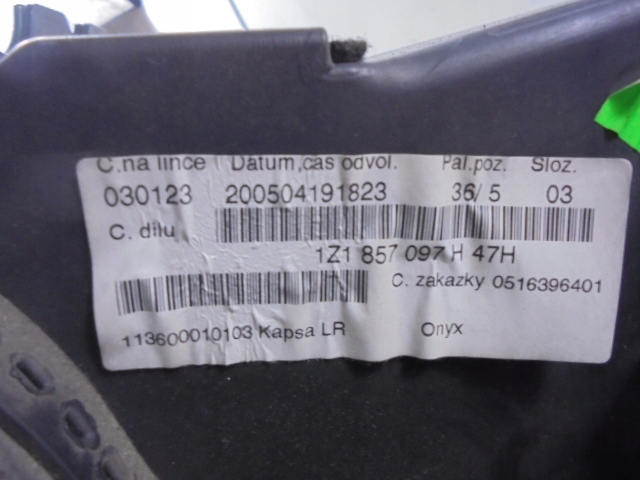 C.na lince Datum,cas odvol. Pal.poz. Sloz.
030123 200504191823 36/ 5 03
C. dilu
1Z1 857 097 H 47H
C. zakazky 0516396401
113600010103 Kapsa LR Onyx